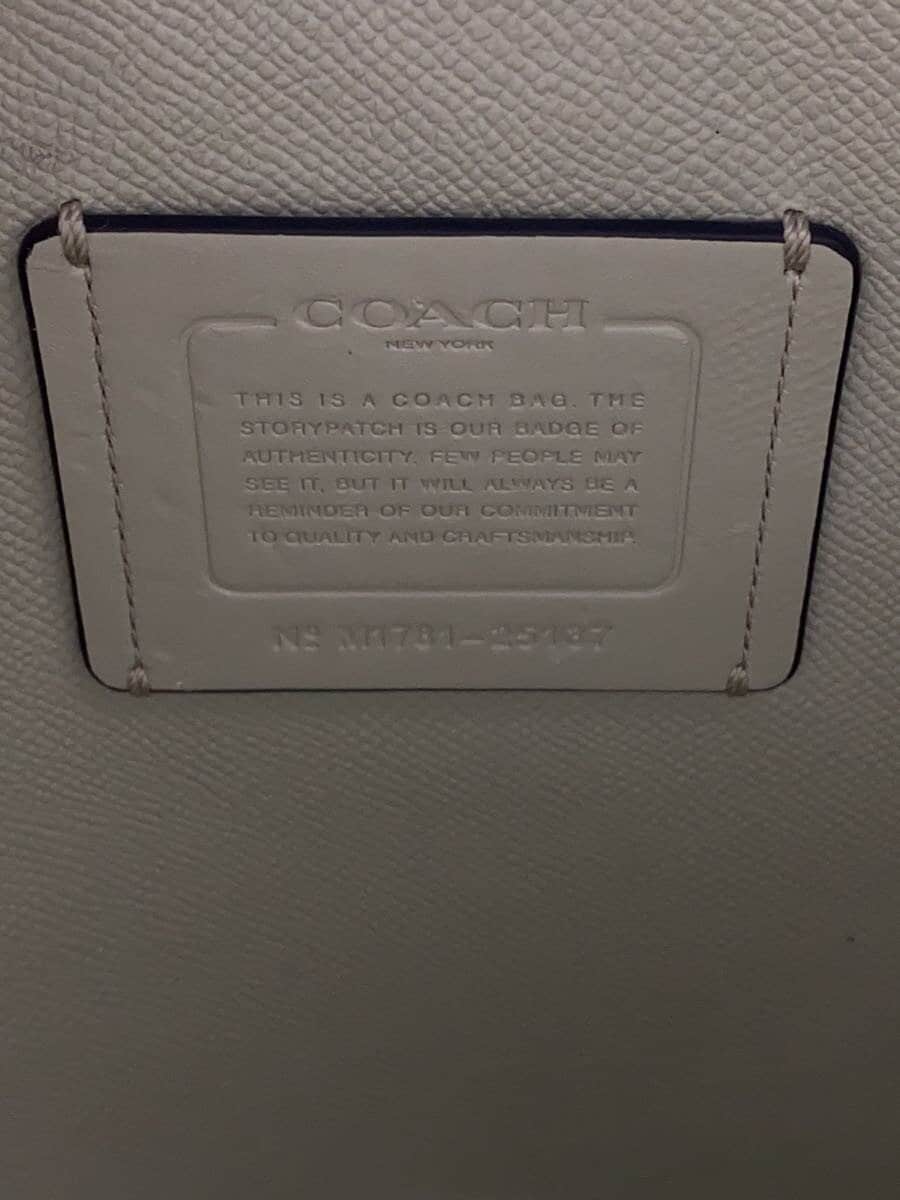 COACH
NEW YORK
THIS IS A COACH BAG. THE
STORYPATCH IS OUR BADGE OF
AUTHENTICITY. FEW PEOPLE MAY
SEE IT, BUT IT WILL ALWAYS BE A
REMINDER OF OUR COMMITMENT
TO QUALITY AND CRAFTSMANSHIP.
Nº